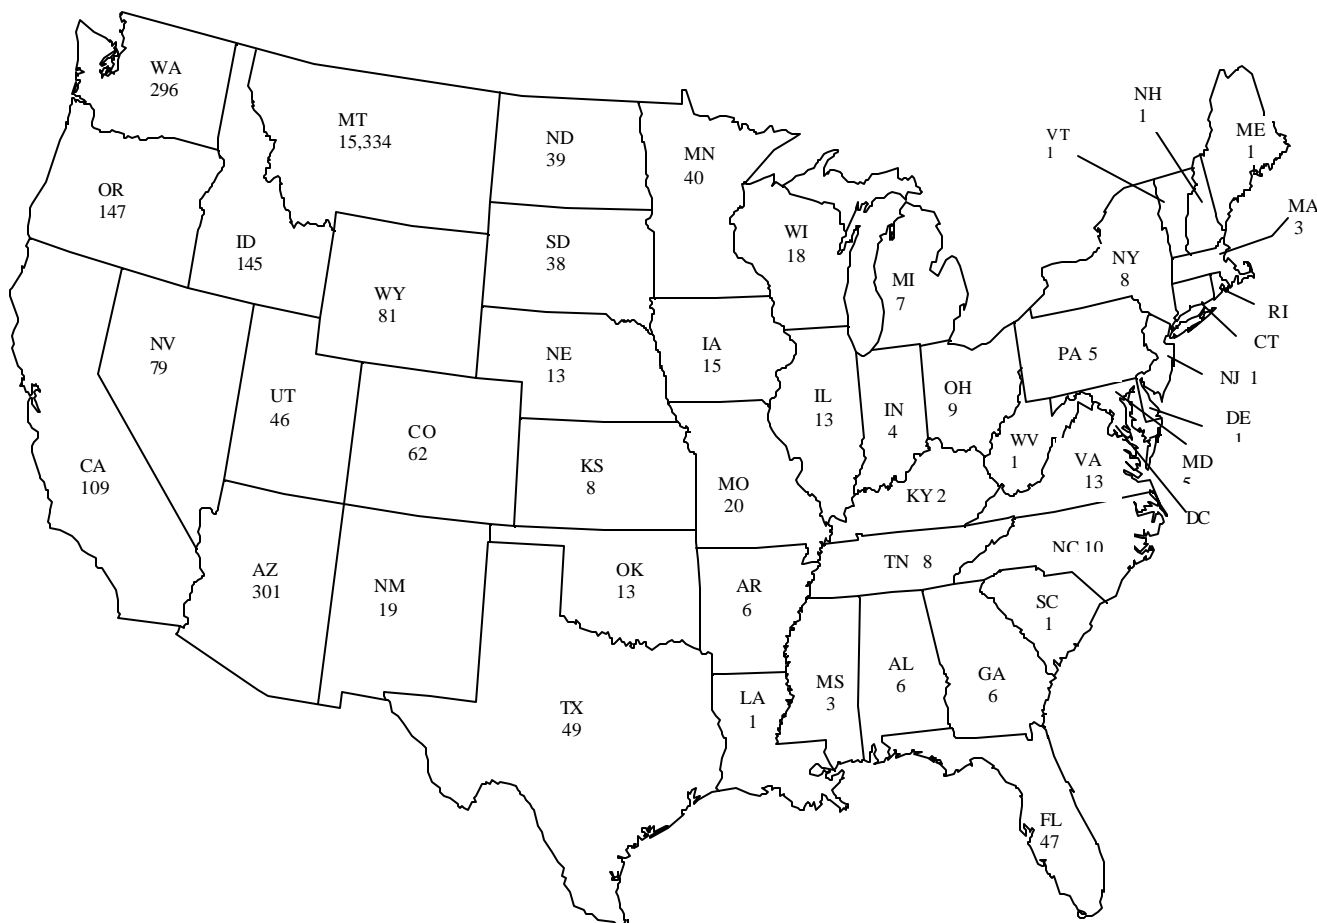 WA
296
MT
15,334
ND
39
MN
40
NH
1
VT
1
ME
1
MA
3
OR
147
ID
145
SD
38
WI
18
NY
8
MI
7
WY
81
RI
CT
NV
79
NE
13
IA
15
PA 5
NJ 1
UT
46
IL
13
IN
4
OH
9
DE
CO
62
WV
1
VA
13
MD
CA
109
KS
8
MO
20
KY 2
DC
AZ
301
NM
19
OK
13
AR
6
TN 8
NC 10
SC
1
MS
3
AL
6
GA
6
LA
1
TX
49
FL
47